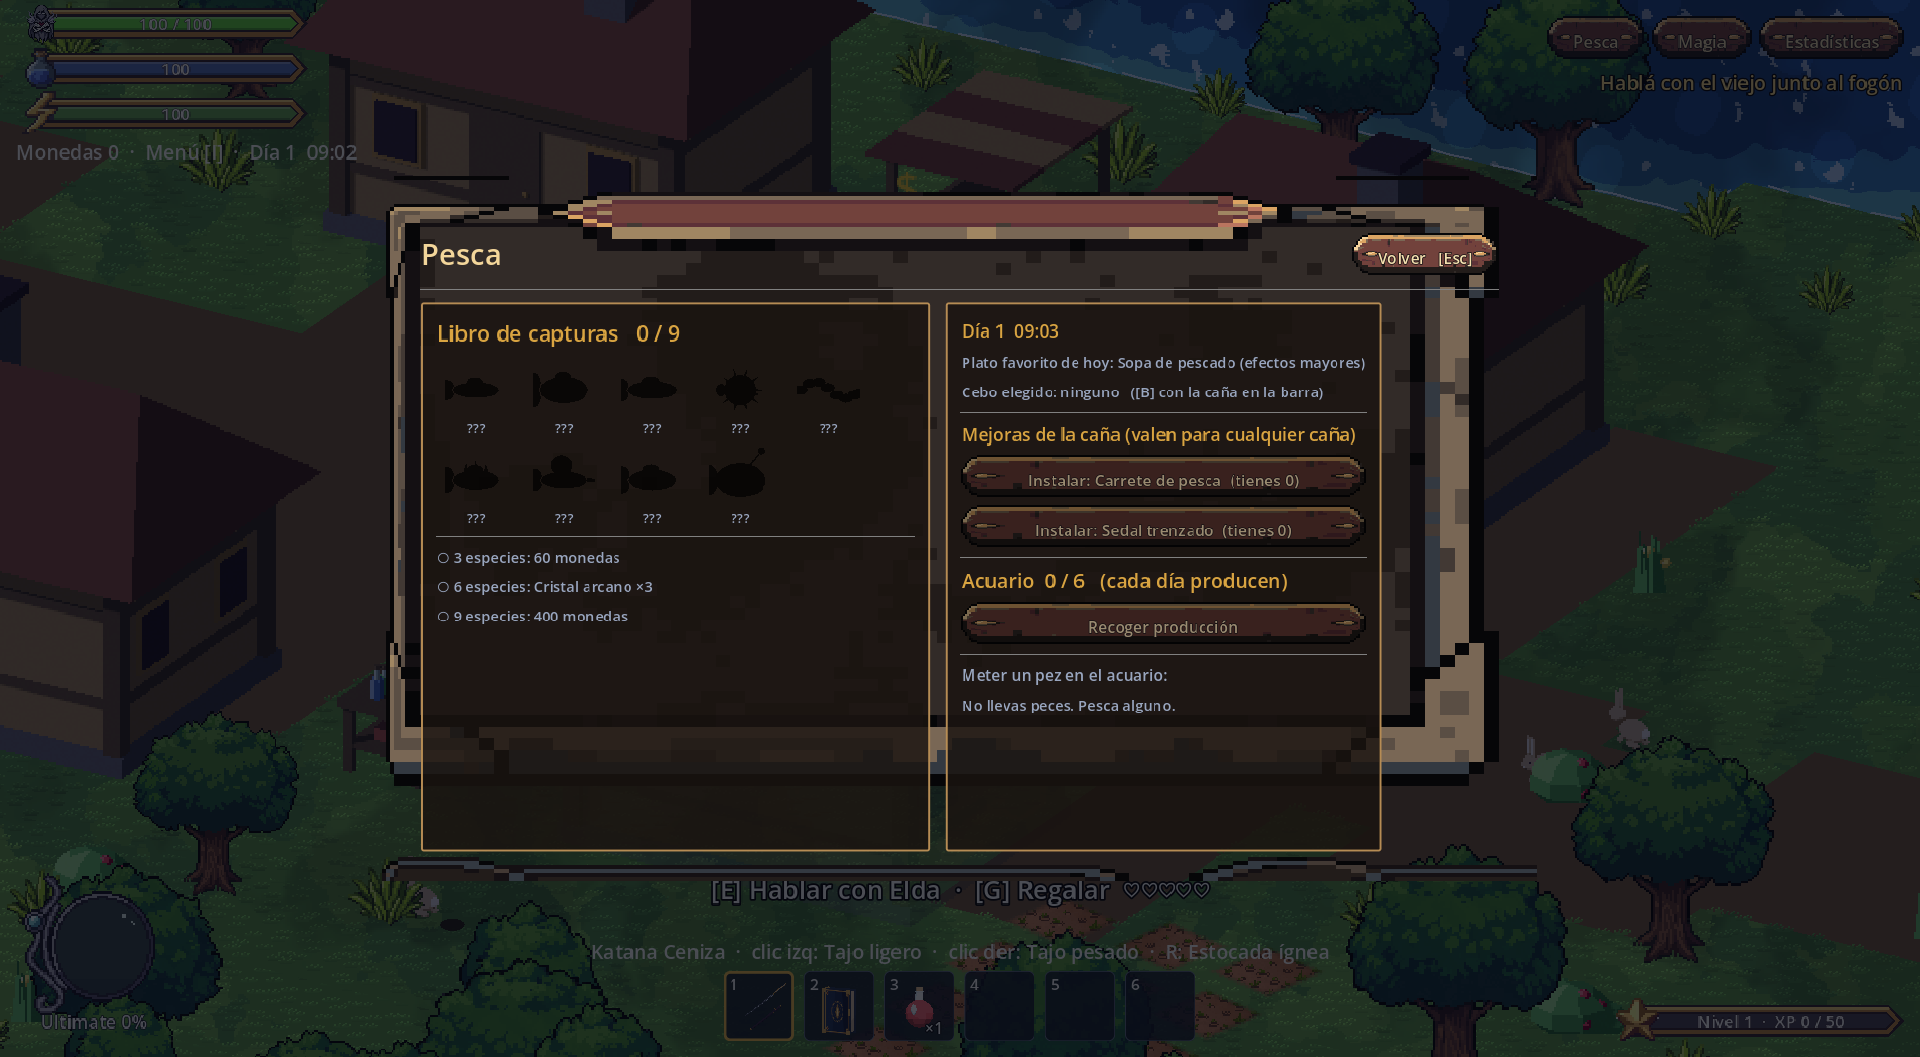 100 / 100
100
100
Monedas 0 · Menú [I] · Día 1 09:02
Pesca
Magia
Estadísticas
Hablá con el viejo junto al fogón
Pesca
Volver [Esc]
Libro de capturas 0 / 9
??? ??? ??? ??? ???
??? ??? ??? ???
3 especies: 60 monedas
6 especies: Cristal arcano ×3
9 especies: 400 monedas
Día 1 09:03
Plato favorito de hoy: Sopa de pescado (efectos mayores)
Cebo elegido: ninguno ([B] con la caña en la barra)
Mejoras de la caña (valen para cualquier caña)
Instalar: Carrete de pesca (tienes 0)
Instalar: Sedal trenzado (tienes 0)
Acuario 0 / 6 (cada día producen)
Recoger producción
Meter un pez en el acuario:
No llevas peces. Pesca alguno.
[E] Hablar con Elda · [G] Regalar ♡♡♡♡♡
Katana Ceniza · clic izq: Tajo ligero · clic der: Tajo pesado · R: Estocada ígnea
1 2 3 4 5 6
×1
Ultimate 0%
Nivel 1 · XP 0 / 50